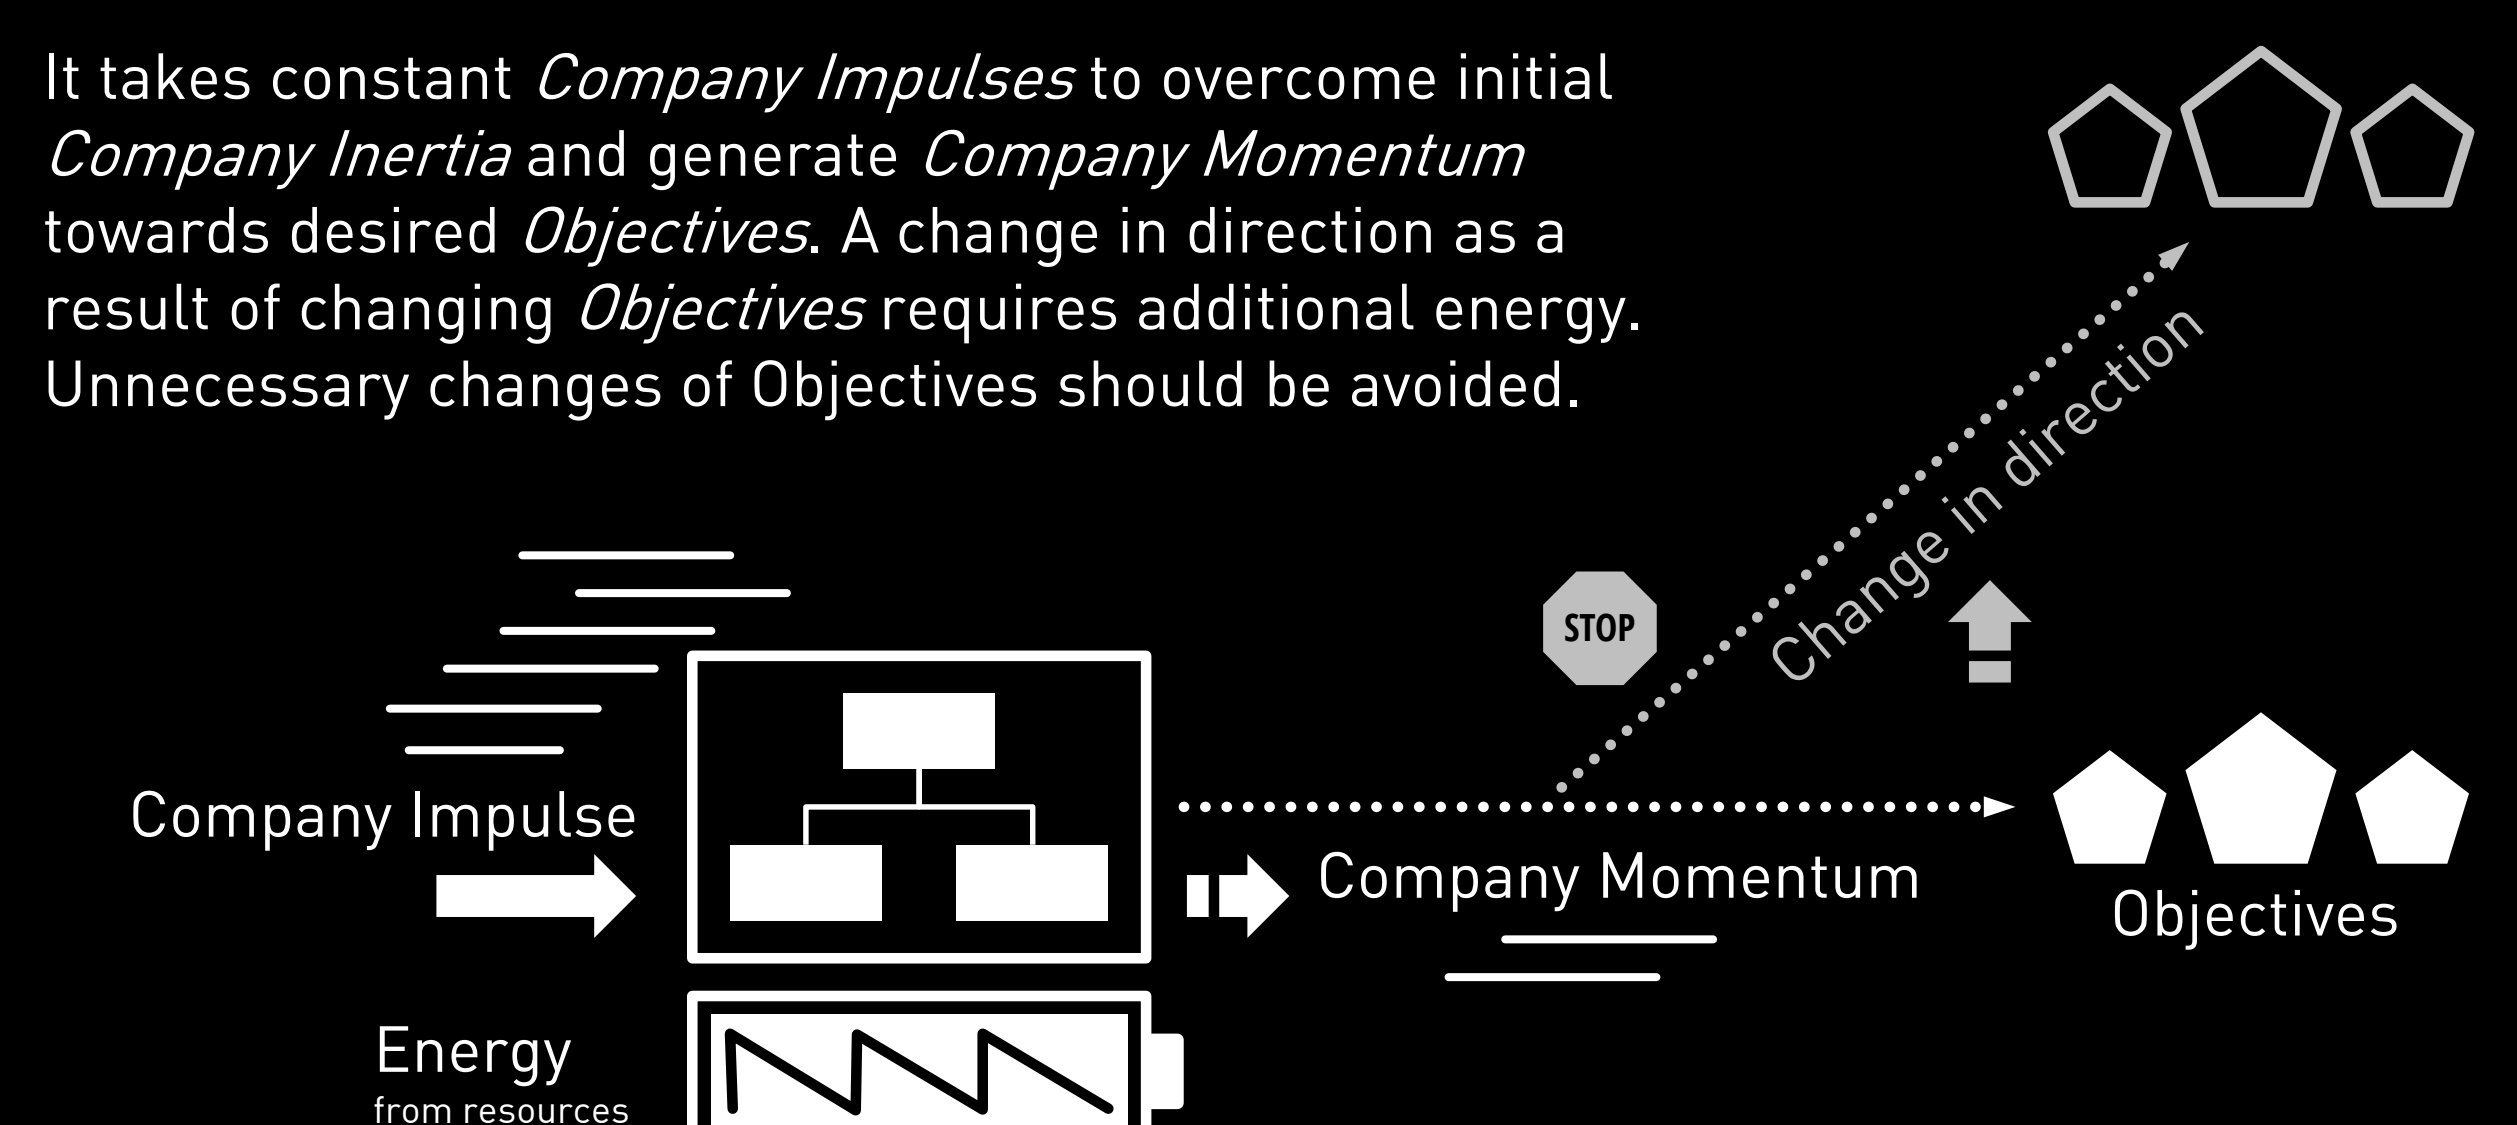 It takes constant Company Impulses to overcome initial
Company Inertia and generate Company Momentum
towards desired Objectives. A change in direction as a
result of changing Objectives requires additional energy.
Unnecessary changes of Objectives should be avoided.
Change in direction
STOP
Company Impulse
Company Momentum
Objectives
Energy
from resources